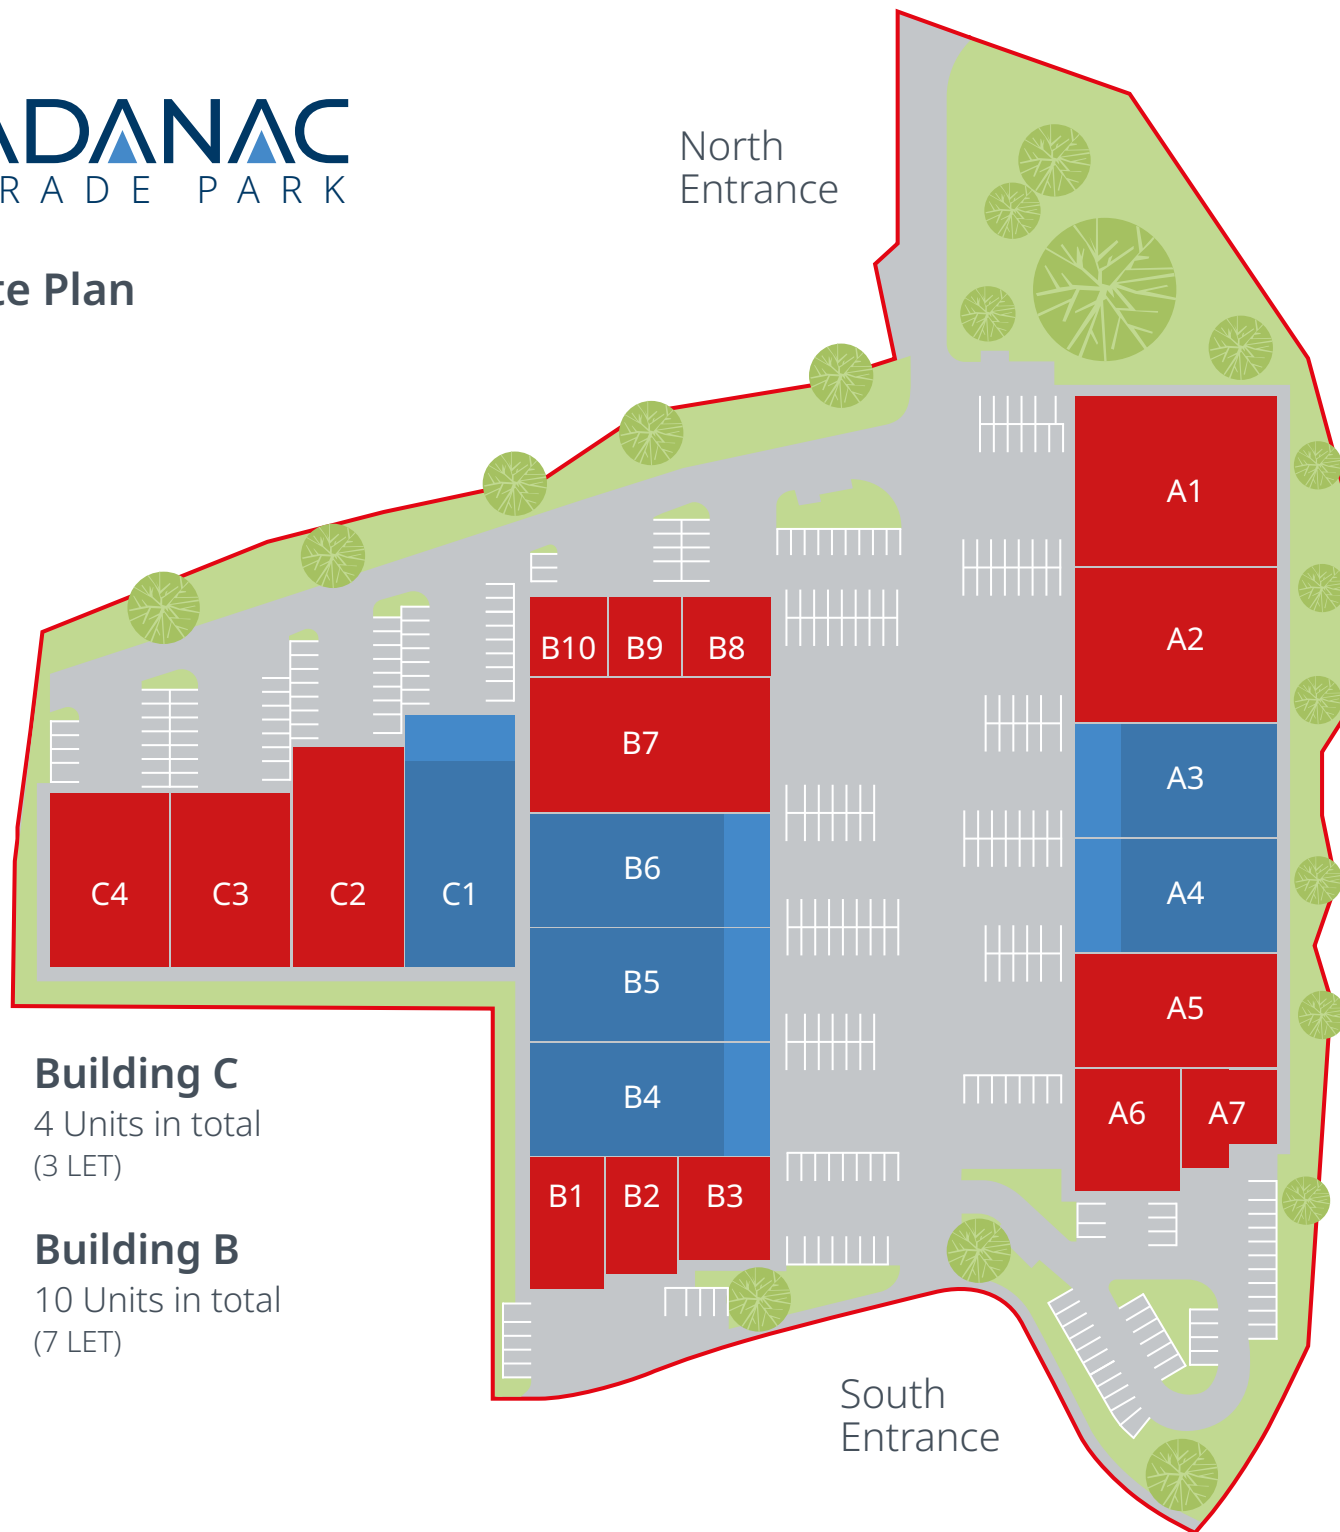 ADANAC
RADE PARK
te Plan
North
Entrance
A1
A2
A3
A4
A5
A6
A7
B10
B9
B8
B7
B6
B5
B4
B1
B2
B3
C4
C3
C2
C1
Building C
4 Units in total
(3 LET)
Building B
10 Units in total
(7 LET)
South
Entrance